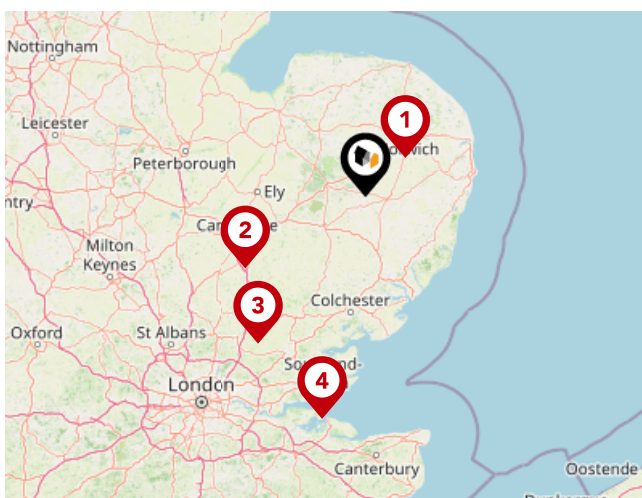 Nottingham
1
Leicester
Peterborough
Ely
ntry
2
Milton
Keynes
3
Colchester
Oxford
St Albans
London
4
Canterbury
Oostende